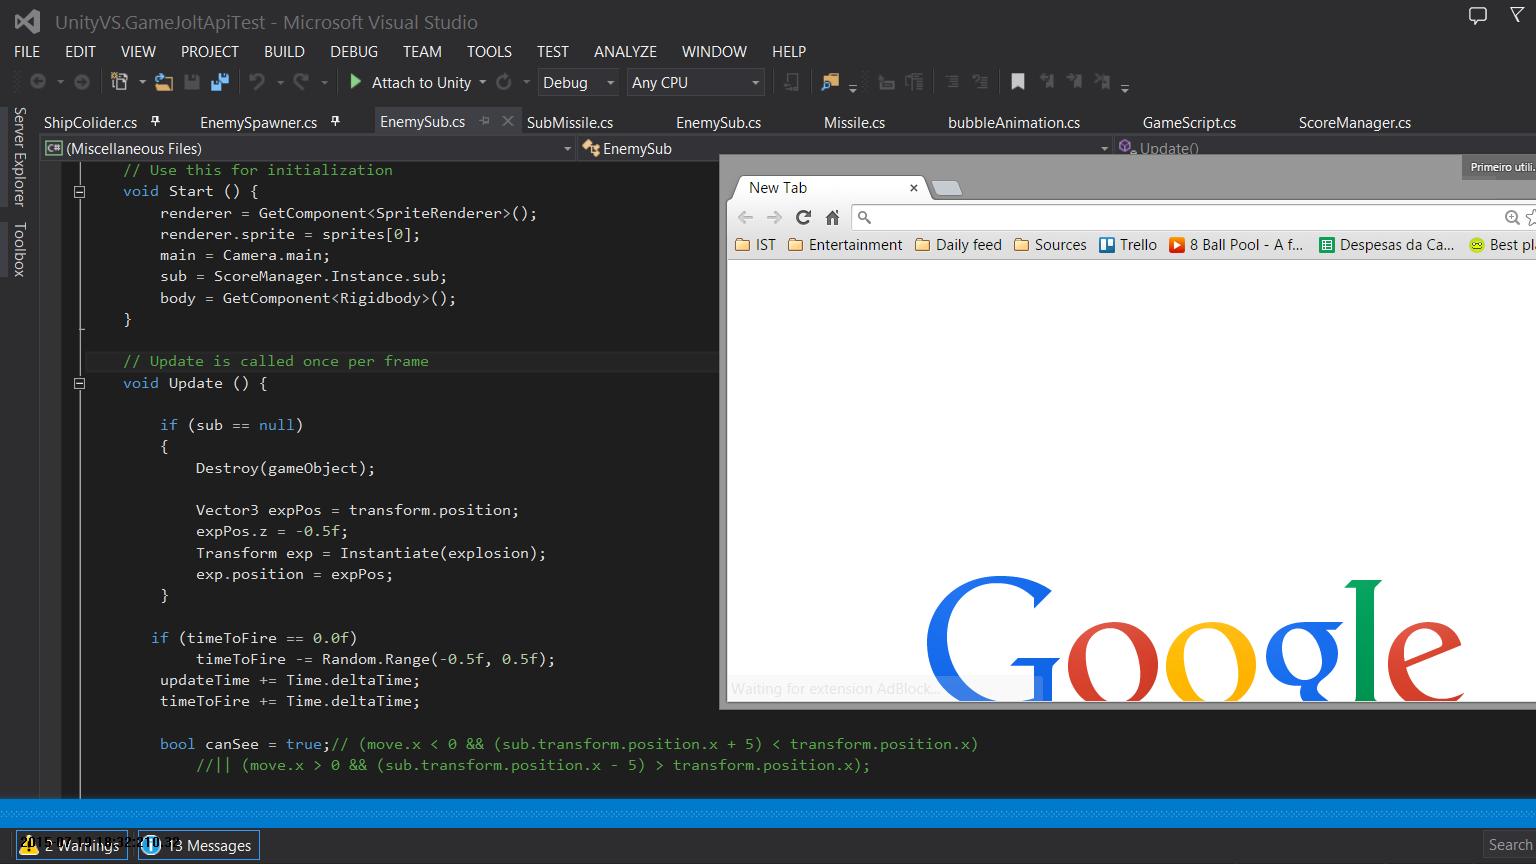 UnityVS.GameJoltApiTest - Microsoft Visual Studio
FILE EDIT VIEW PROJECT BUILD DEBUG TEAM TOOLS TEST ANALYZE WINDOW HELP
Attach to Unity Debug Any CPU
Server Explorer
Toolbox
ShipColider.cs EnemySpawner.cs EnemySub.cs SubMissile.cs EnemySub.cs Missile.cs bubbleAnimation.cs GameScript.cs ScoreManager.cs
C# (Miscellaneous Files) EnemySub Update()
// Use this for initialization
void Start () {
renderer = GetComponent<SpriteRenderer>();
renderer.sprite = sprites[0];
main = Camera.main;
sub = ScoreManager.Instance.sub;
body = GetComponent<Rigidbody>();
}
// Update is called once per frame
void Update () {
if (sub == null)
{
Destroy(gameObject);
Vector3 expPos = transform.position;
expPos.z = -0.5f;
Transform exp = Instantiate(explosion);
exp.position = expPos;
}
if (timeToFire == 0.0f)
timeToFire -= Random.Range(-0.5f, 0.5f);
updateTime += Time.deltaTime;
timeToFire += Time.deltaTime;
bool canSee = true;// (move.x < 0 && (sub.transform.position.x + 5) < transform.position.x)
//|| (move.x > 0 && (sub.transform.position.x - 5) > transform.position.x);
Primeiro utili...
New Tab
IST Entertainment Daily feed Sources Trello 8 Ball Pool - A f... Despesas da Ca... Best pl
Google
Waiting for extension AdBlock...
2 Warnings 13 Messages
Search